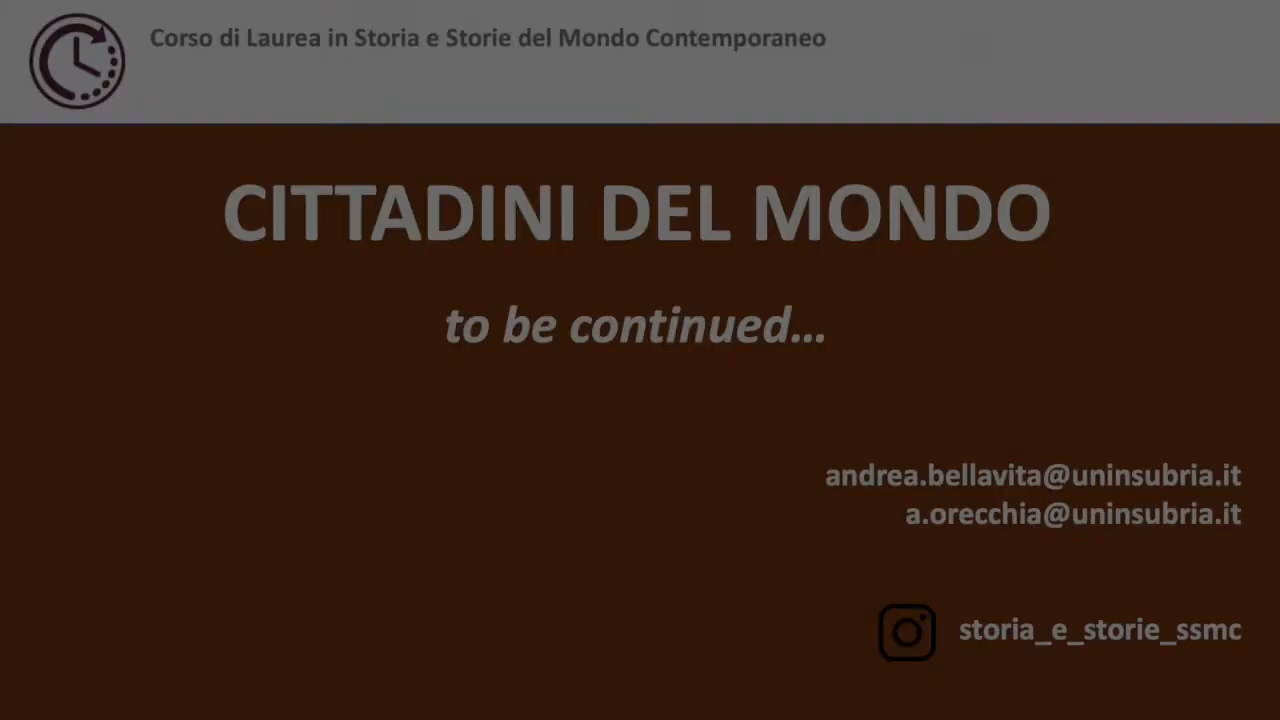 Corso di Laurea in Storia e Storie del Mondo Contemporaneo
CITTADINI DEL MONDO
to be continued...
andrea.bellavita@uninsubria.it
a.orecchia@uninsubria.it
storia_e_storie_ssmc